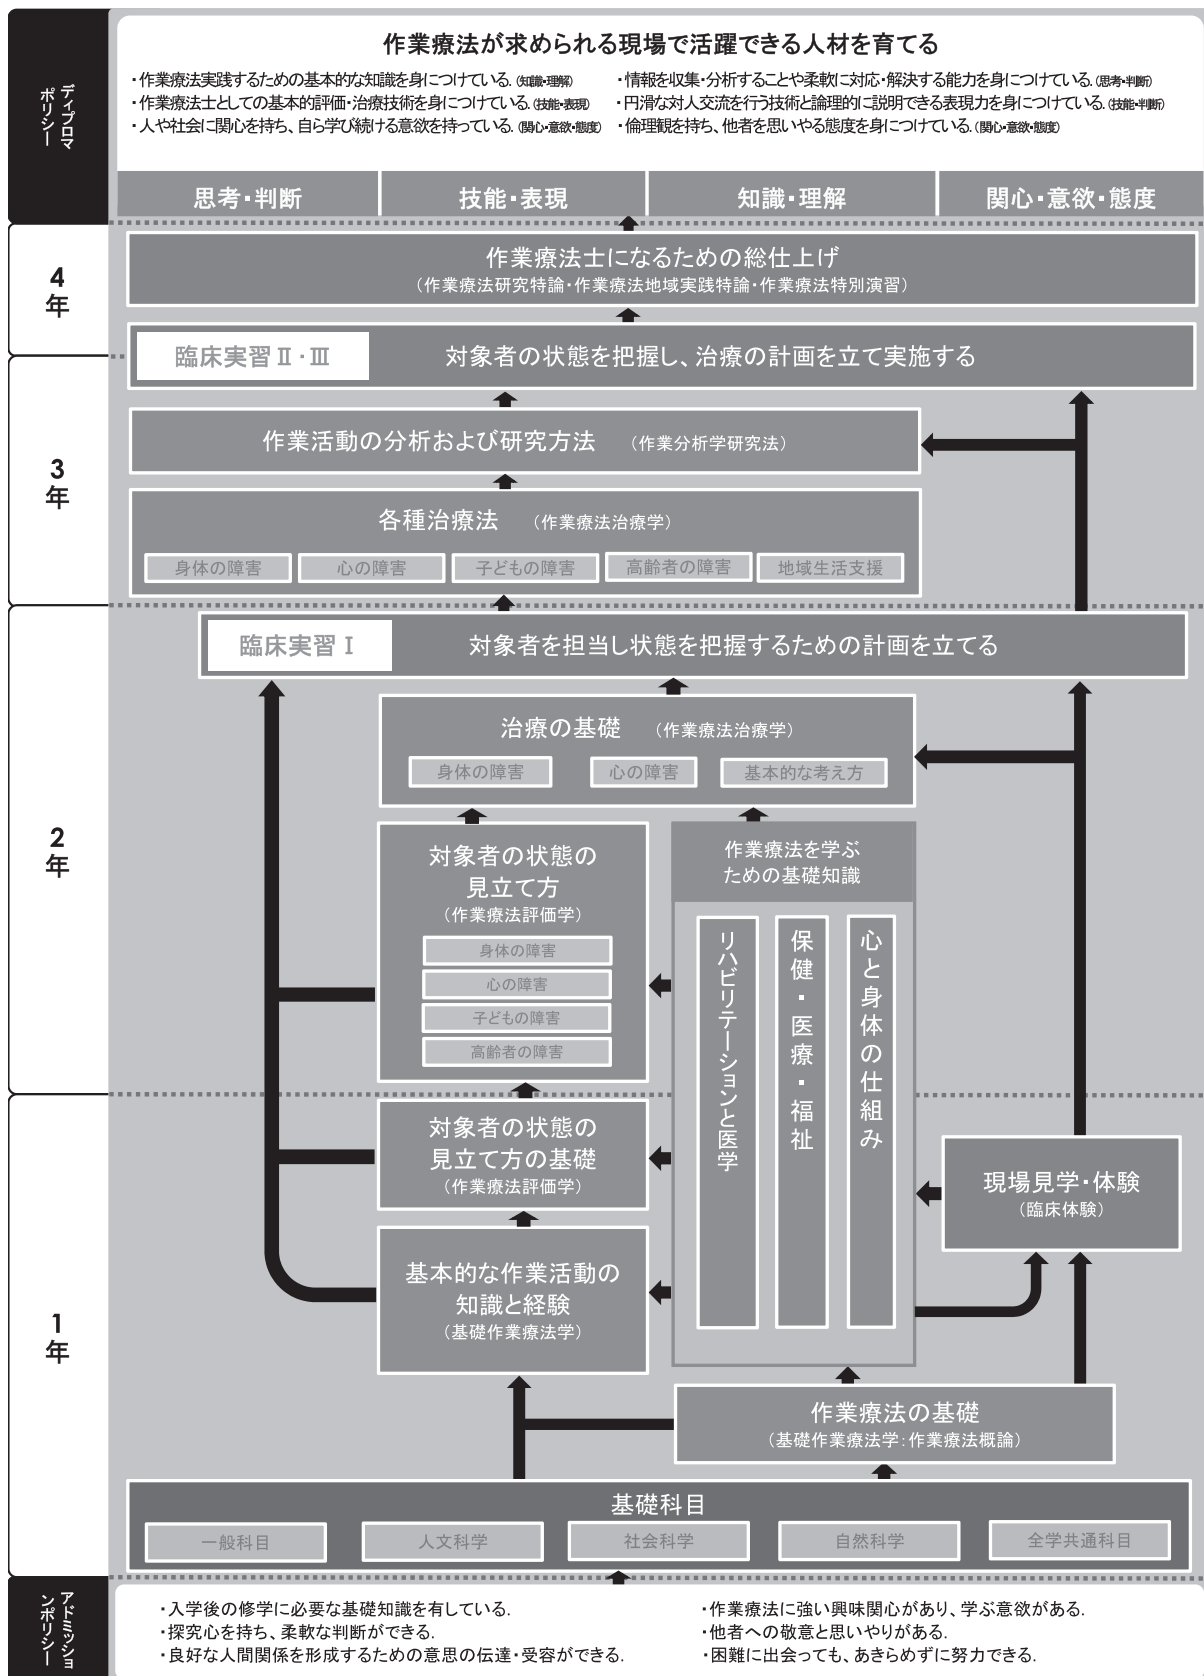 ディプロマ
ポリシー
作業療法が求められる現場で活躍できる人材を育てる
・作業療法実践するための基本的な知識を身につけている.(知識・理解)
・作業療法士としての基本的評価・治療技術を身につけている.(技能・表現)
・人や社会に関心を持ち、自ら学び続ける意欲を持っている.(関心・意欲・態度)
・情報を収集・分析することや柔軟に対応・解決する能力を身につけている.(思考・判断)
・円滑な対人交流を行う技術と論理的に説明できる表現力を身につけている.(技能・判断)
・倫理観を持ち、他者を思いやる態度を身につけている.(関心・意欲・態度)
思考・判断
技能・表現
知識・理解
関心・意欲・態度
4
年
作業療法士になるための総仕上げ
(作業療法研究特論・作業療法地域実践特論・作業療法特別演習)
臨床実習Ⅱ・Ⅲ
対象者の状態を把握し、治療の計画を立て実施する
3
年
作業活動の分析および研究方法 (作業分析学研究法)
各種治療法 (作業療法治療学)
身体の障害
心の障害
子どもの障害
高齢者の障害
地域生活支援
2
年
臨床実習Ⅰ
対象者を担当し状態を把握するための計画を立てる
治療の基礎 (作業療法治療学)
身体の障害
心の障害
基本的な考え方
対象者の状態の
見立て方
(作業療法評価学)
身体の障害
心の障害
子どもの障害
高齢者の障害
作業療法を学ぶ
ための基礎知識
リハビリテーションと医学
保健・医療・福祉
心と身体の仕組み
1
年
対象者の状態の
見立て方の基礎
(作業療法評価学)
現場見学・体験
(臨床体験)
基本的な作業活動の
知識と経験
(基礎作業療法学)
作業療法の基礎
(基礎作業療法学:作業療法概論)
基礎科目
一般科目
人文科学
社会科学
自然科学
全学共通科目
アドミッショ
ンポリシー
・入学後の修学に必要な基礎知識を有している.
・探究心を持ち、柔軟な判断ができる.
・良好な人間関係を形成するための意思の伝達・受容ができる.
・作業療法に強い興味関心があり、学ぶ意欲がある.
・他者への敬意と思いやりがある.
・困難に出会っても、あきらめずに努力できる.